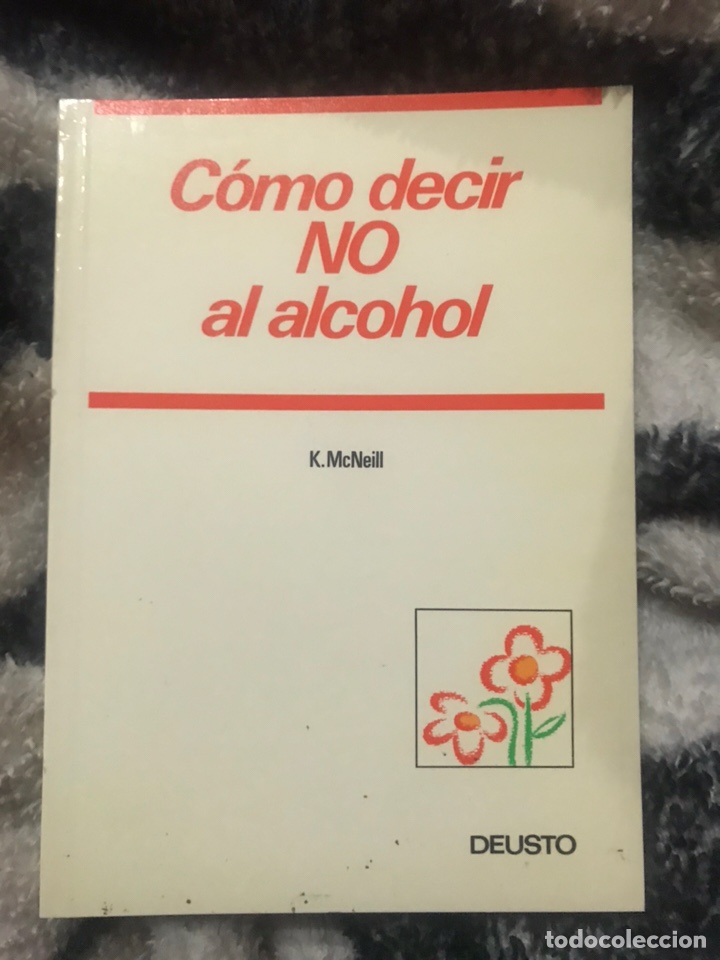 Cómo decir
NO
al alcohol
K.McNeill
DEUSTO
todocoleccion